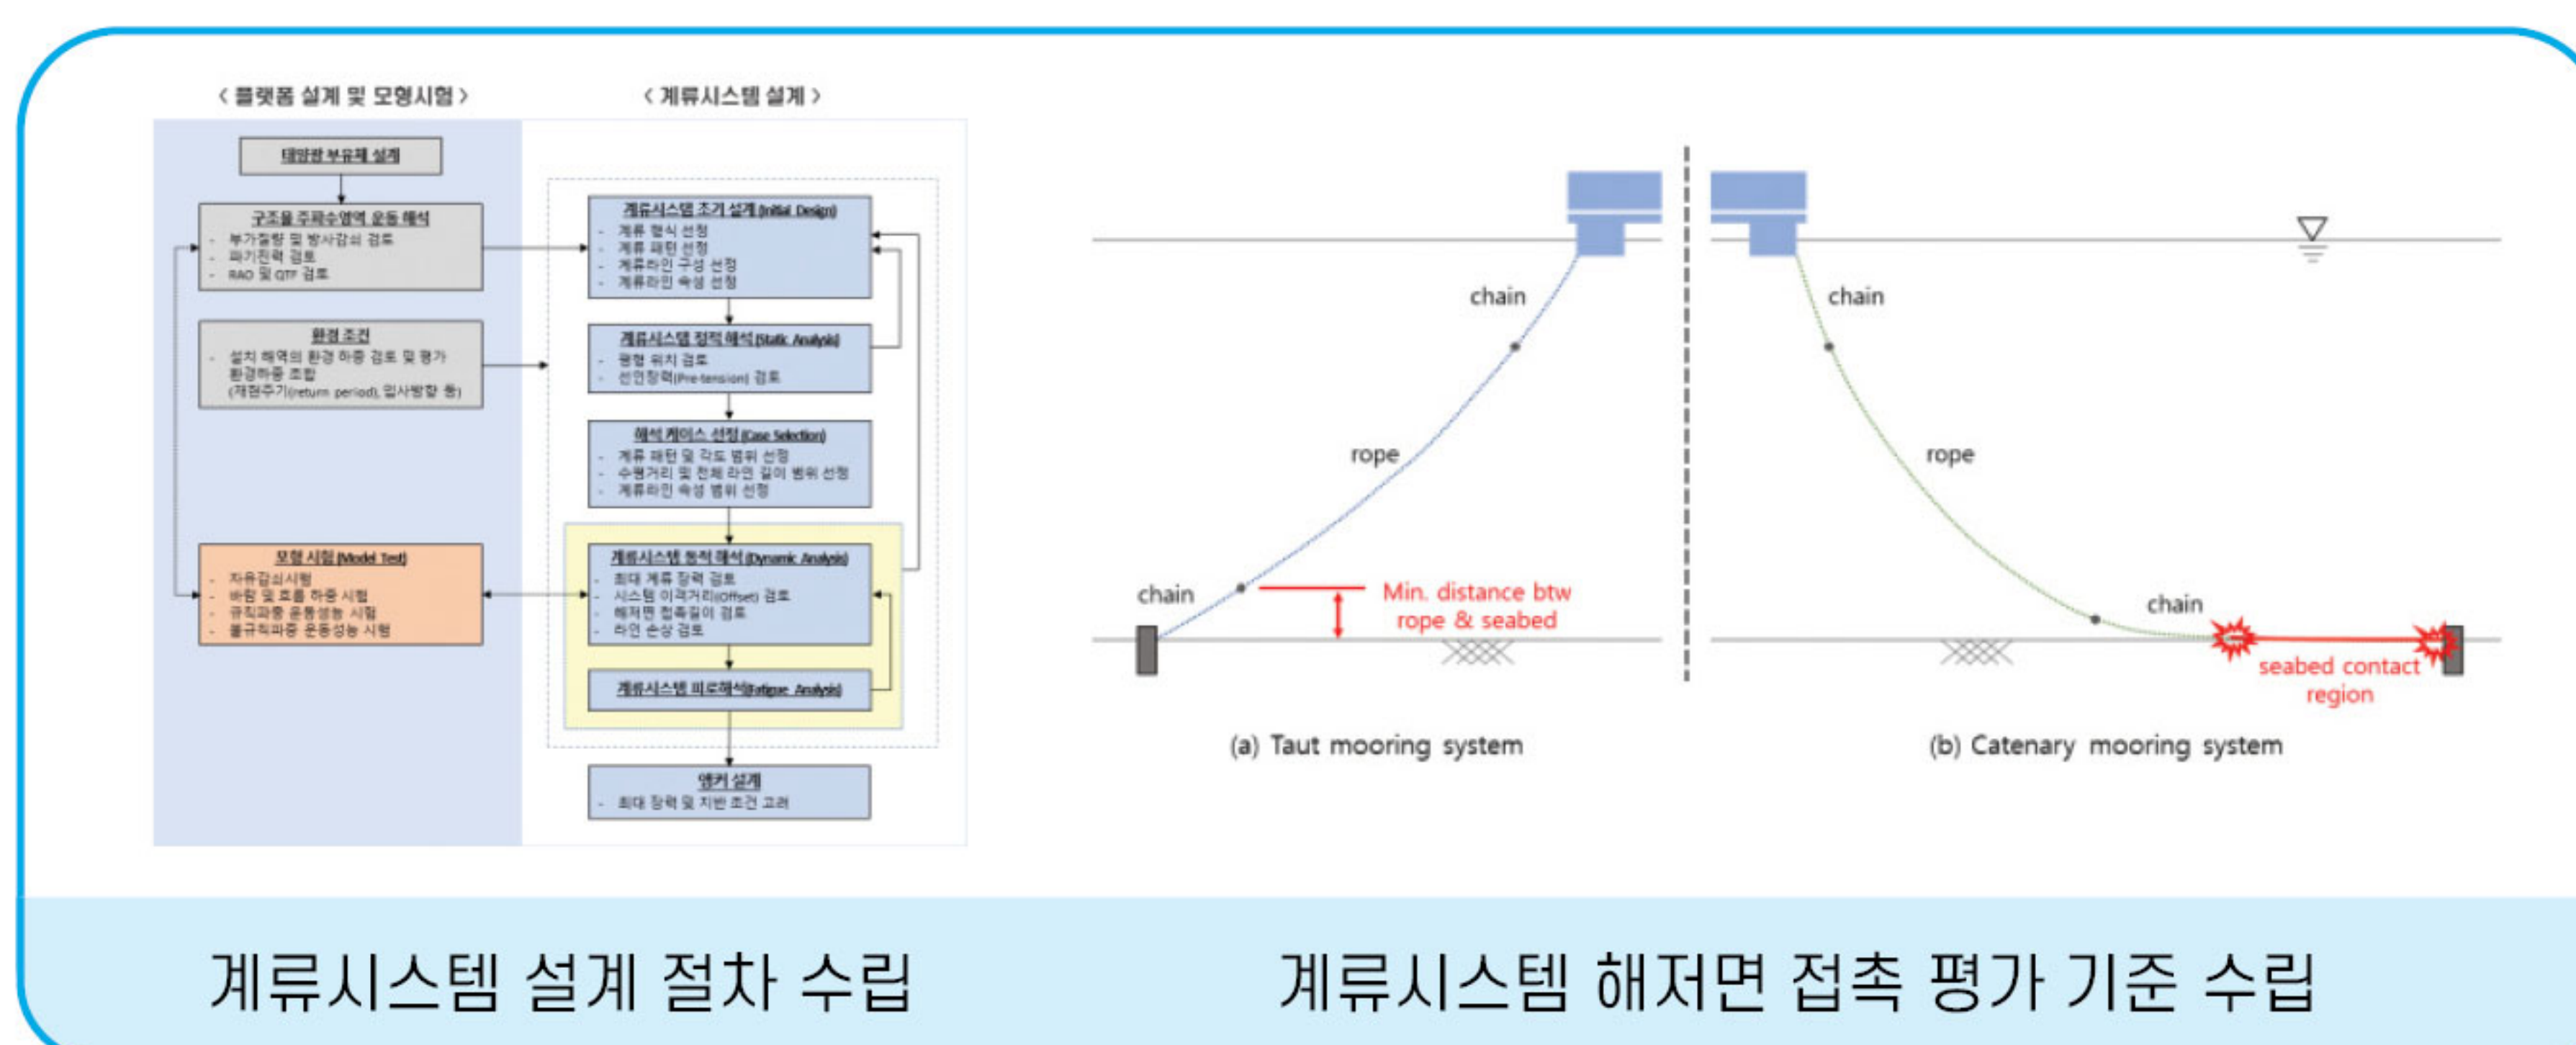 < 플랫폼 설계 및 모형시험 >
태양광 부유체 설계
구조물 주파수영역 운동 해석
- 부가질량 및 방사감쇠 검토
- 파기진력 검토
- RAO 및 QTF 검토
환경 조건
- 설치 해역의 환경 하중 검토 및 평가
환경하중 조합
(재현주기(return period), 입사방향 등)
모형 시험 (Model Test)
- 자유감쇠시험
- 바람 및 흐름 하중 시험
- 규칙파중 운동성능 시험
- 불규칙파중 운동성능 시험
< 계류시스템 설계 >
계류시스템 초기 설계 (Initial Design)
- 계류 형식 선정
- 계류 패턴 선정
- 계류라인 구성 선정
- 계류라인 속성 선정
계류시스템 정적 해석 (Static Analysis)
- 평형 위치 검토
- 선인장력(Pre-tension) 검토
해석 케이스 선정 (Case Selection)
- 계류 패턴 및 각도 범위 선정
- 수평거리 및 전체 라인 길이 범위 선정
- 계류라인 속성 범위 선정
계류시스템 동적 해석 (Dynamic Analysis)
- 최대 계류 장력 검토
- 시스템 이격거리(Offset) 검토
- 해저면 접촉길이 검토
- 라인 손상 검토
계류시스템 피로해석(Fatigue Analysis)
앵커 설계
- 최대 장력 및 지반 조건 고려
chain
rope
chain
Min. distance btw
rope & seabed
(a) Taut mooring system
chain
rope
chain
seabed contact
region
(b) Catenary mooring system
계류시스템 설계 절차 수립
계류시스템 해저면 접촉 평가 기준 수립